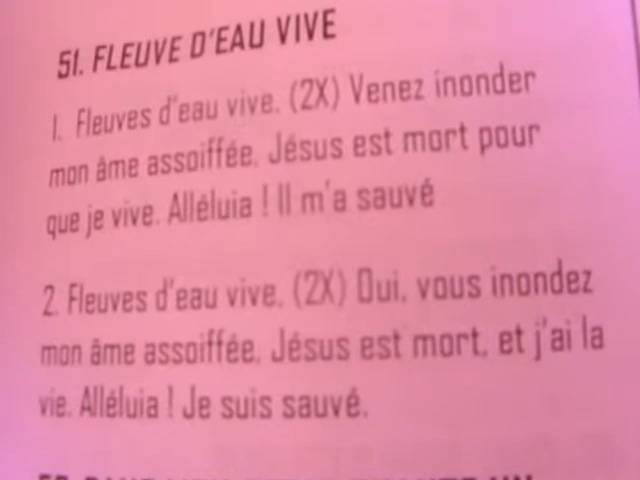 51. FLEUVE D'EAU VIVE
1. Fleuves d'eau vive. (2X) Venez inonder
mon âme assoiffée. Jésus est mort pour
que je vive. Alléluia ! Il m'a sauvé
2. Fleuves d'eau vive. (2X) Oui, vous inondez
mon âme assoiffée. Jésus est mort, et j'ai la
vie. Alléluia ! Je suis sauvé.